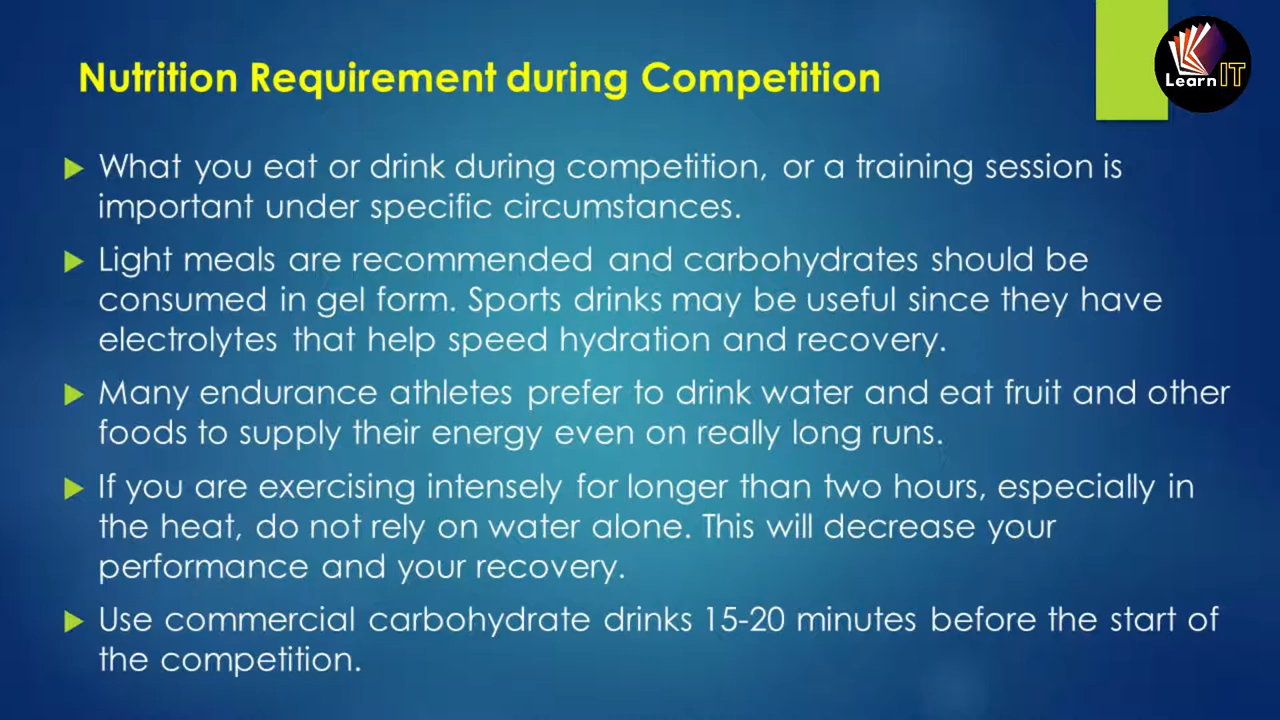 Nutrition Requirement during Competition
Learn IT
What you eat or drink during competition, or a training session is
important under specific circumstances.
Light meals are recommended and carbohydrates should be
consumed in gel form. Sports drinks may be useful since they have
electrolytes that help speed hydration and recovery.
Many endurance athletes prefer to drink water and eat fruit and other
foods to supply their energy even on really long runs.
If you are exercising intensely for longer than two hours, especially in
the heat, do not rely on water alone. This will decrease your
performance and your recovery.
Use commercial carbohydrate drinks 15-20 minutes before the start of
the competition.